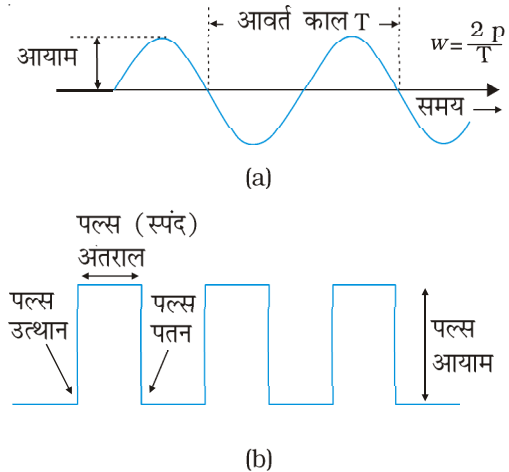 आवर्त काल T
w = 2 p
T
आयाम
समय
(a)
पल्स (स्पंद)
अंतराल
पल्स
उत्थान
पल्स
पतन
पल्स
आयाम
(b)